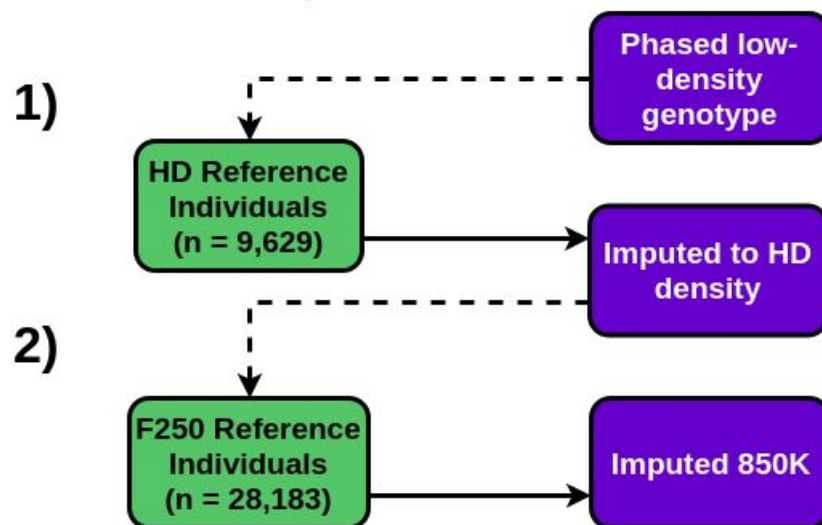 1)
Phased low-
density
genotype
HD Reference
Individuals
(n = 9,629)
Imputed to HD
density
2)
F250 Reference
Individuals
(n = 28,183)
Imputed 850K